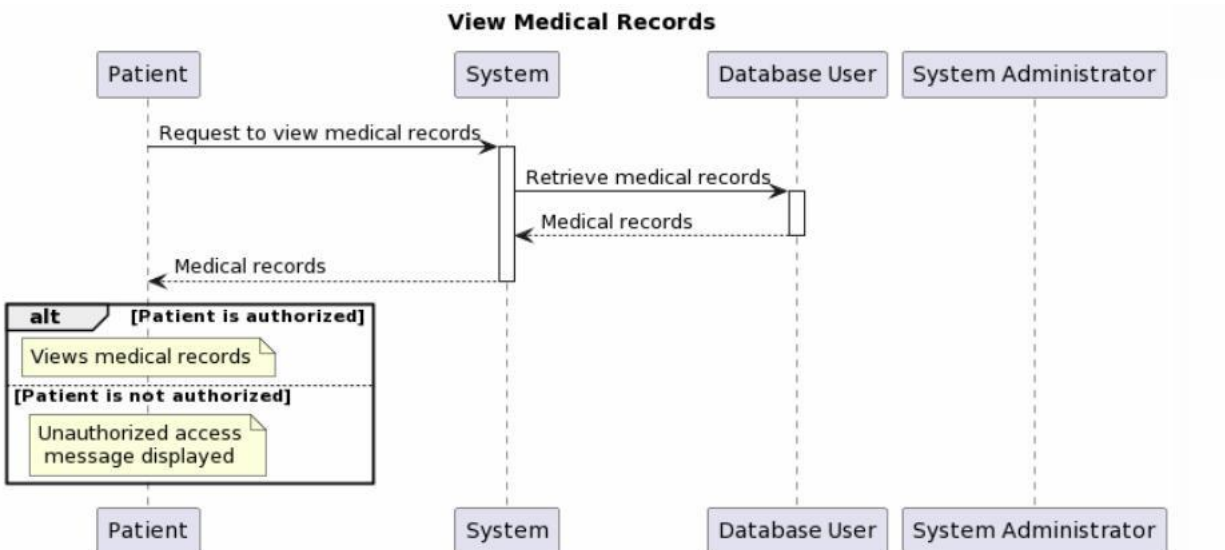 View Medical Records
Patient
System
Database User
System Administrator
Request to view medical records
Retrieve medical records
Medical records
Medical records
alt
[Patient is authorized]
Views medical records
[Patient is not authorized]
Unauthorized access
message displayed
Patient
System
Database User
System Administrator